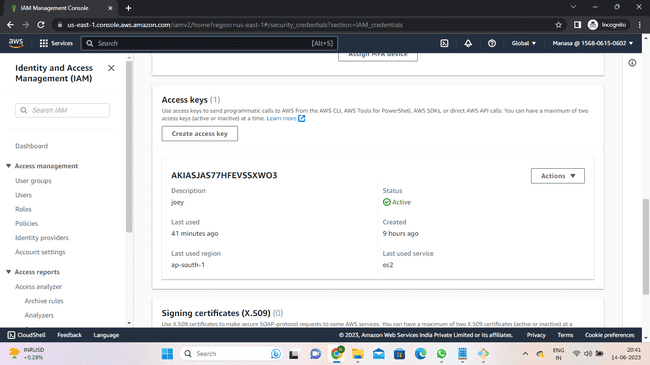 IAM Management Console
us-east-1.console.aws.amazon.com/iamv2/home?region=us-east-1#/security_credentials?section=IAM_credentials
Incognito
aws
Services
Search
[Alt+S]
Global
Manasa @ 1568-0615-0602
Identity and Access Management (IAM)
Search IAM
Dashboard
Access management
User groups
Users
Roles
Policies
Identity providers
Account settings
Access reports
Access analyzer
Archive rules
Analyzers
Assign MFA device
Access keys (1)
Use access keys to send programmatic calls to AWS from the AWS CLI, AWS Tools for PowerShell, AWS SDKs, or direct AWS API calls. You can have a maximum of two
access keys (active or inactive) at a time. Learn more
Create access key
AKIASJAS77HFEVSSXWO3
Actions
Description
joey
Status
Active
Last used
41 minutes ago
Created
9 hours ago
Last used region
ap-south-1
Last used service
ec2
Signing certificates (X.509) (0)
Use X.509 certificates to make secure SOAP-protocol requests to some AWS services. You can have a maximum of two X.509 certificates (active or inactive) at a
CloudShell
Feedback
Language
© 2023, Amazon Web Services India Private Limited or its affiliates.
Privacy
Terms
Cookie preferences
INRUSD
+0.29%
Search
ENG
IN
20:41
14-06-2023